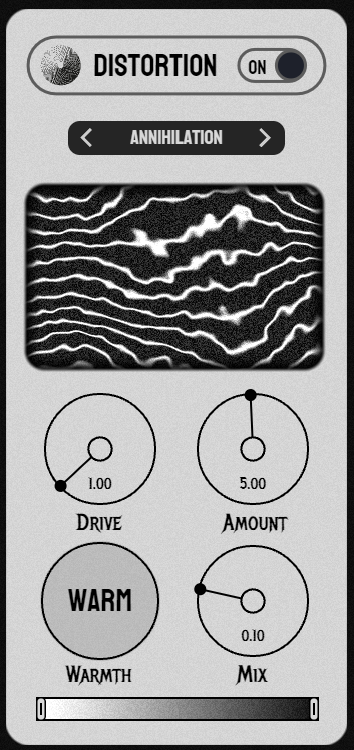 DISTORTION ON
ANNIHILATION
1.00 5.00
DRIVE AMOUNT
WARM
0.10
WARMTH MIX